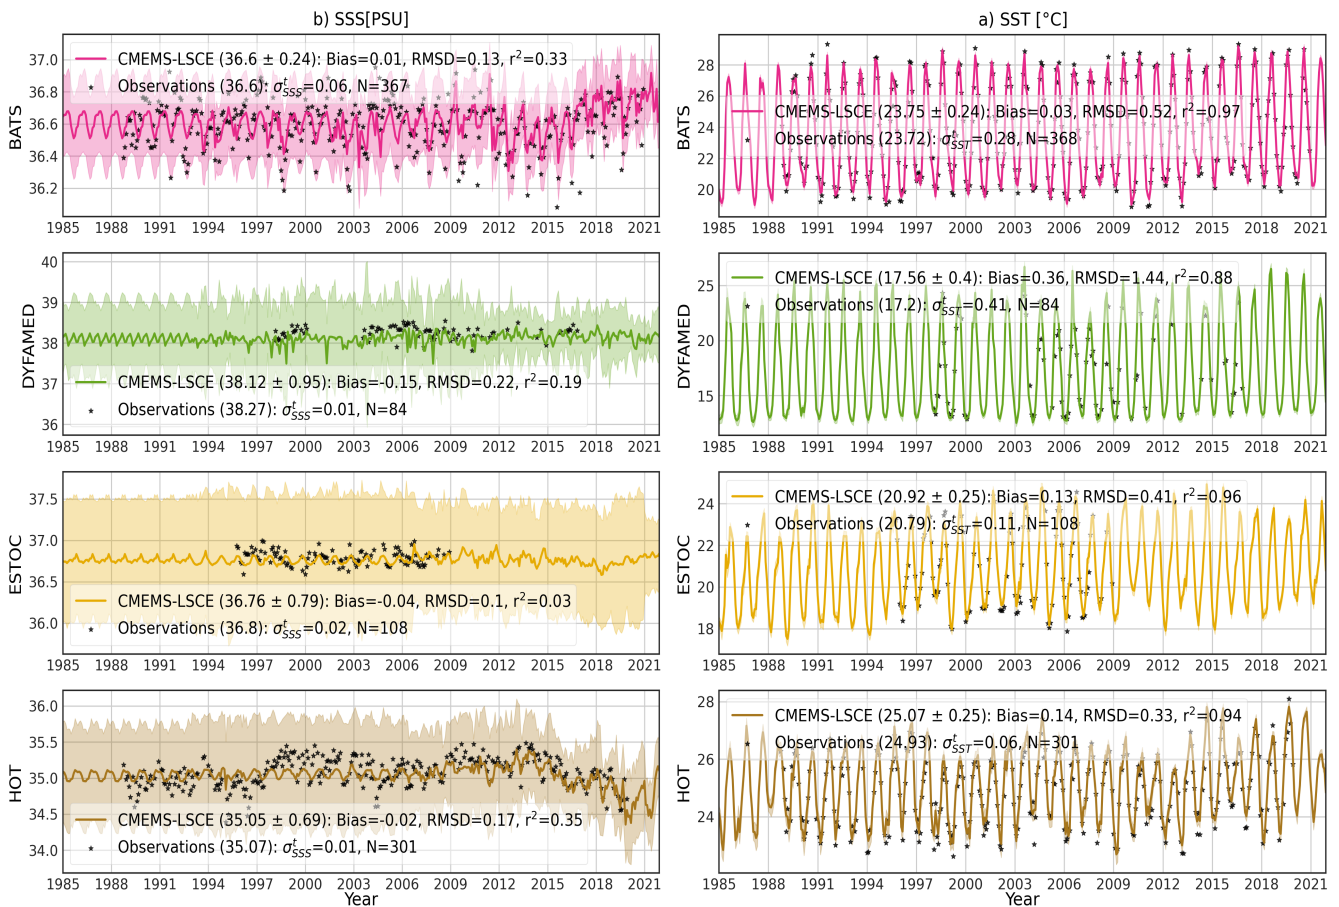 b) SSS[PSU]
37.0
36.8
36.6
36.4
36.2
BATS
CMEMS-LSCE (36.6 ± 0.24): Bias=0.01, RMSD=0.13, r²=0.33
Observations (36.6): σᵗSSS=0.06, N=367
1985 1988 1991 1994 1997 2000 2003 2006 2009 2012 2015 2018 2021
a) SST [°C]
28
26
24
22
20
BATS
CMEMS-LSCE (23.75 ± 0.24): Bias=0.03, RMSD=0.52, r²=0.97
Observations (23.72): σᵗSST=0.28, N=368
1985 1988 1991 1994 1997 2000 2003 2006 2009 2012 2015 2018 2021
40
39
38
37
36
DYFAMED
CMEMS-LSCE (38.12 ± 0.95): Bias=-0.15, RMSD=0.22, r²=0.19
Observations (38.27): σᵗSSS=0.01, N=84
1985 1988 1991 1994 1997 2000 2003 2006 2009 2012 2015 2018 2021
25
20
15
DYFAMED
CMEMS-LSCE (17.56 ± 0.4): Bias=0.36, RMSD=1.44, r²=0.88
Observations (17.2): σᵗSST=0.41, N=84
1985 1988 1991 1994 1997 2000 2003 2006 2009 2012 2015 2018 2021
37.5
37.0
36.5
36.0
ESTOC
CMEMS-LSCE (36.76 ± 0.79): Bias=-0.04, RMSD=0.1, r²=0.03
Observations (36.8): σᵗSSS=0.02, N=108
1985 1988 1991 1994 1997 2000 2003 2006 2009 2012 2015 2018 2021
24
22
20
18
ESTOC
CMEMS-LSCE (20.92 ± 0.25): Bias=0.13, RMSD=0.41, r²=0.96
Observations (20.79): σᵗSST=0.11, N=108
1985 1988 1991 1994 1997 2000 2003 2006 2009 2012 2015 2018 2021
36.0
35.5
35.0
34.5
34.0
HOT
CMEMS-LSCE (35.05 ± 0.69): Bias=-0.02, RMSD=0.17, r²=0.35
Observations (35.07): σᵗSSS=0.01, N=301
1985 1988 1991 1994 1997 2000 2003 2006 2009 2012 2015 2018 2021
Year
28
26
24
HOT
CMEMS-LSCE (25.07 ± 0.25): Bias=0.14, RMSD=0.33, r²=0.94
Observations (24.93): σᵗSST=0.06, N=301
1985 1988 1991 1994 1997 2000 2003 2006 2009 2012 2015 2018 2021
Year